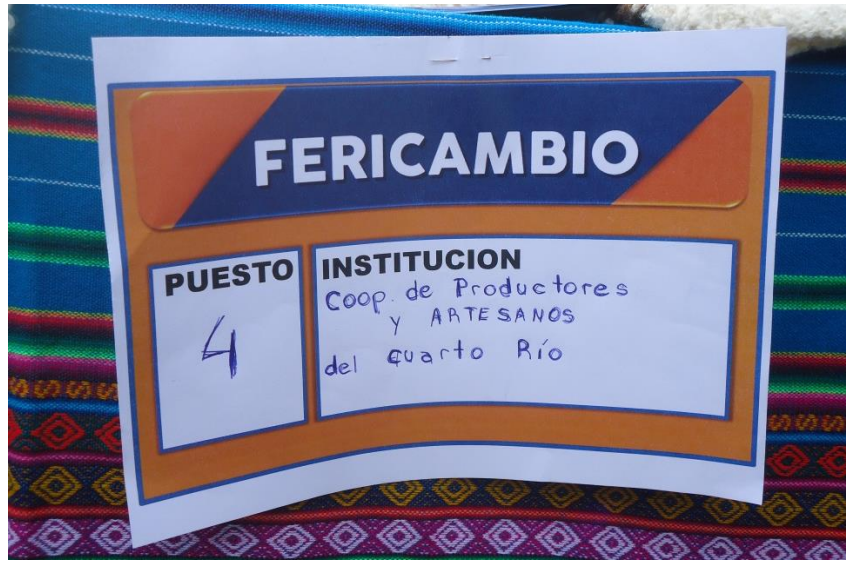 FERICAMBIO
PUESTO
4
INSTITUCION
Coop. de Productores
y ARTESANOS
del cuarto Río